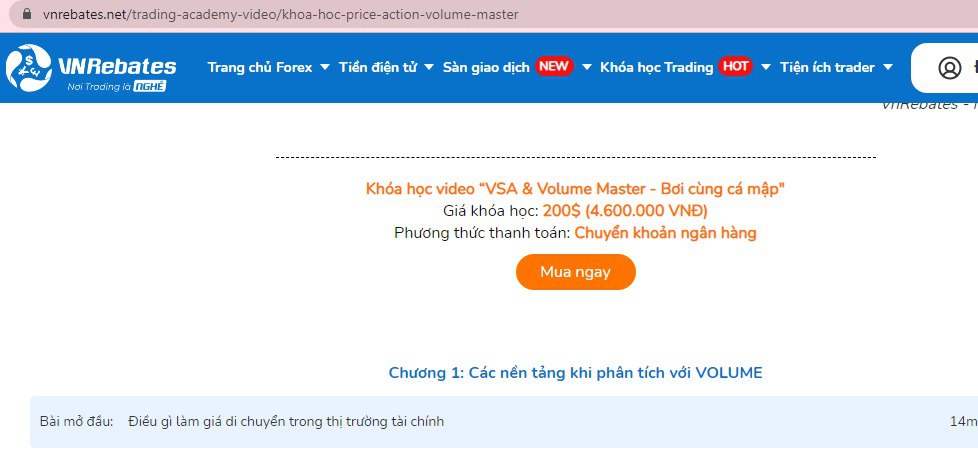 vnrebates.net/trading-academy-video/khoa-hoc-price-action-volume-master
VNRebates
Nơi Trading là NGHỀ
Trang chủ Forex Tiền điện tử Sàn giao dịch NEW Khóa học Trading HOT Tiện ích trader
VnRebates -
Khóa học video “VSA & Volume Master - Bơi cùng cá mập"
Giá khóa học: 200$ (4.600.000 VNĐ)
Phương thức thanh toán: Chuyển khoản ngân hàng
Mua ngay
Chương 1: Các nền tảng khi phân tích với VOLUME
Bài mở đầu: Điều gì làm giá di chuyển trong thị trường tài chính 14m